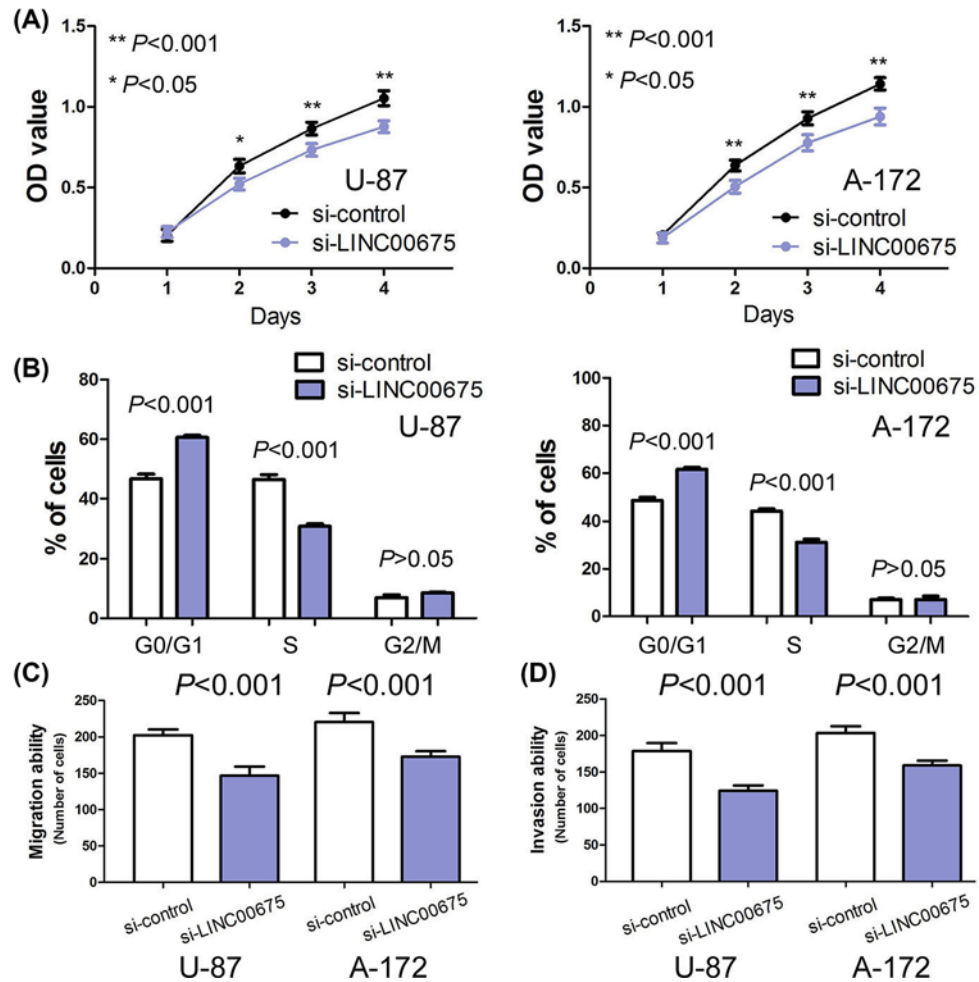 (A)
1.5
1.0
0.5
0.0
OD value
** P<0.001
* P<0.05
*
**
**
U-87
si-control
si-LINC00675
0
1
2
3
4
Days
1.5
1.0
0.5
0.0
OD value
** P<0.001
* P<0.05
**
**
**
A-172
si-control
si-LINC00675
0
1
2
3
4
Days
(B)
si-control
si-LINC00675
U-87
80
60
40
20
0
% of cells
P<0.001
P<0.001
P>0.05
G0/G1
S
G2/M
si-control
si-LINC00675
A-172
100
80
60
40
20
0
% of cells
P<0.001
P<0.001
P>0.05
G0/G1
S
G2/M
(C)
P<0.001
P<0.001
250
200
150
100
50
0
Migration ability
(Number of cells)
si-control
si-LINC00675
si-control
si-LINC00675
U-87
A-172
(D)
P<0.001
P<0.001
250
200
150
100
50
0
Invasion ability
(Number of cells)
si-control
si-LINC00675
si-control
si-LINC00675
U-87
A-172